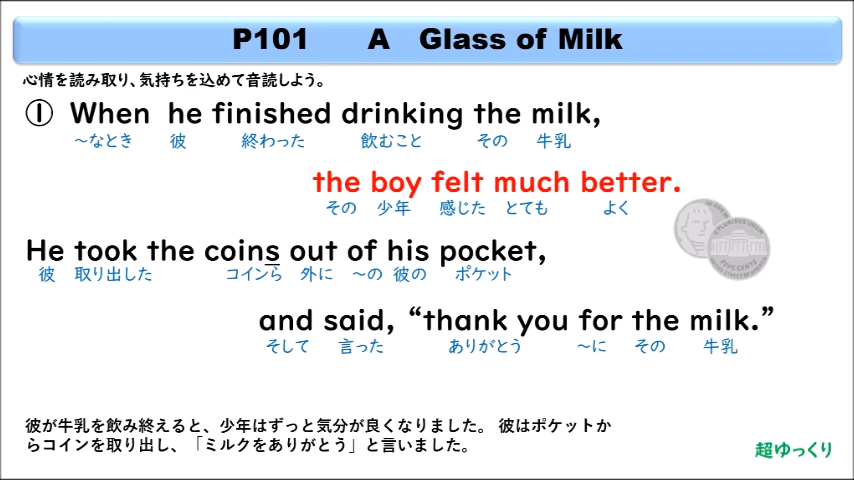 P101 A Glass of Milk
心情を読み取り、気持ちを込めて音読しよう。
① When he finished drinking the milk,
～なとき 彼 終わった 飲むこと その 牛乳
the boy felt much better.
その 少年 感じた とても よく
He took the coins out of his pocket,
彼 取り出した コインら 外に ～の 彼の ポケット
and said, “thank you for the milk.”
そして 言った ありがとう ～に その 牛乳
彼が牛乳を飲み終えると、少年はずっと気分が良くなりました。 彼はポケットか
らコインを取り出し、「ミルクをありがとう」と言いました。
超ゆっくり